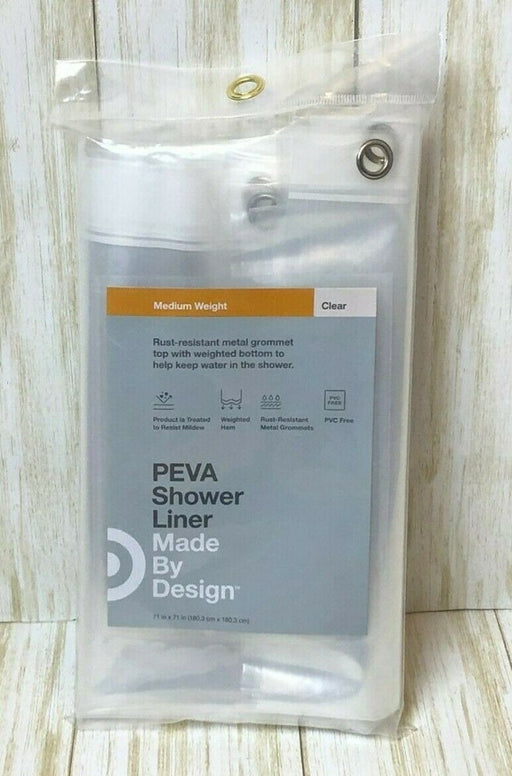 Medium Weight
Clear
Rust-resistant metal grommet
top with weighted bottom to
help keep water in the shower.
Product is Treated
to Resist Mildew
Weighted
Hem
Rust-Resistant
Metal Grommets
PVC
FREE
PVC Free
PEVA
Shower
Liner
Made
By
Design™
71 in x 71 in (180,3 cm x 180,3 cm)